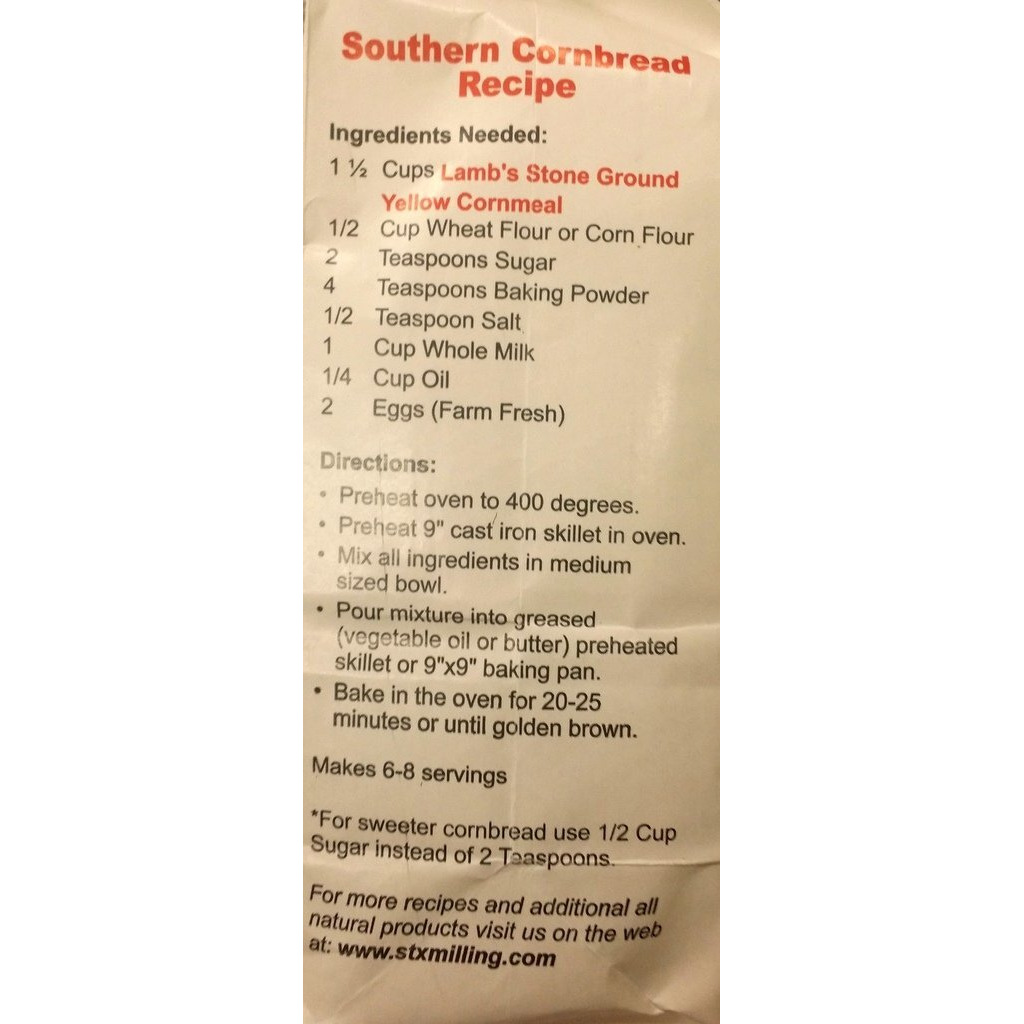 Southern Cornbread
Recipe
Ingredients Needed:
1 ½ Cups Lamb's Stone Ground
Yellow Cornmeal
1/2 Cup Wheat Flour or Corn Flour
2 Teaspoons Sugar
4 Teaspoons Baking Powder
1/2 Teaspoon Salt
1 Cup Whole Milk
1/4 Cup Oil
2 Eggs (Farm Fresh)
Directions:
• Preheat oven to 400 degrees.
• Preheat 9" cast iron skillet in oven.
• Mix all ingredients in medium
sized bowl.
• Pour mixture into greased
(vegetable oil or butter) preheated
skillet or 9"x9" baking pan.
• Bake in the oven for 20-25
minutes or until golden brown.
Makes 6-8 servings
*For sweeter cornbread use 1/2 Cup
Sugar instead of 2 Teaspoons.
For more recipes and additional all
natural products visit us on the web
at: www.stxmilling.com